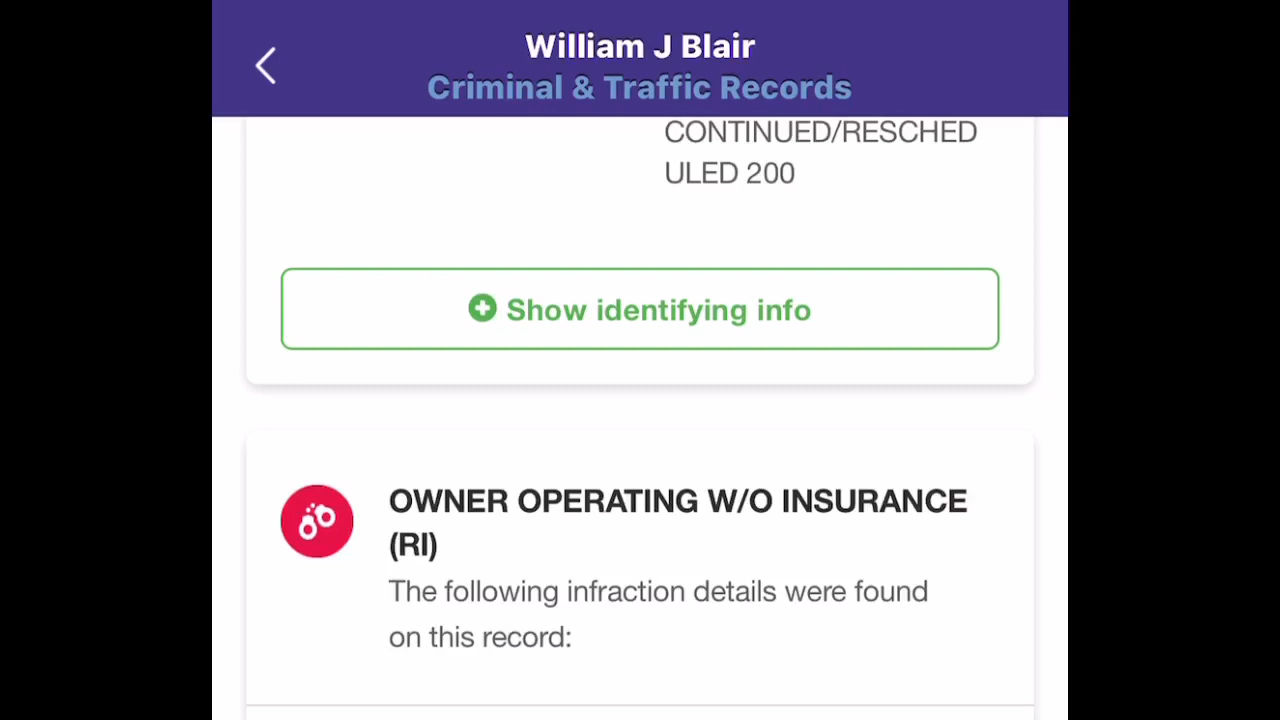 William J Blair
Criminal & Traffic Records
CONTINUED/RESCHED
ULED 200
Show identifying info
OWNER OPERATING W/O INSURANCE
(RI)
The following infraction details were found
on this record: